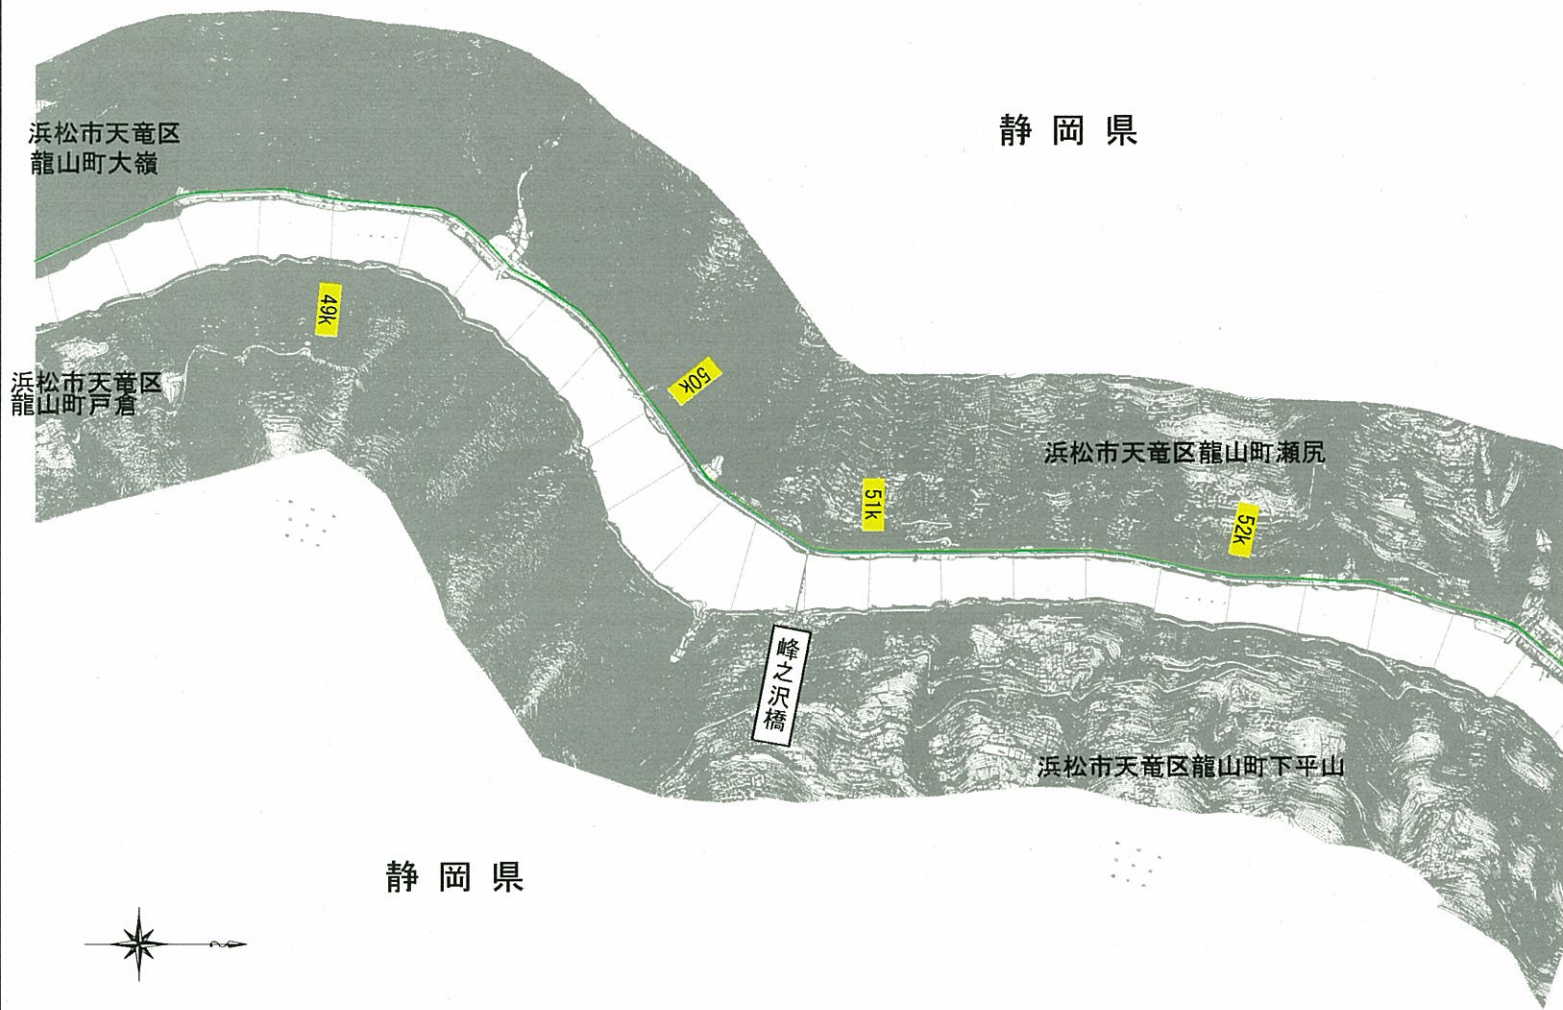 静岡県
浜松市天竜区
龍山町大嶺
49k
50k
浜松市天竜区
龍山町戸倉
浜松市天竜区龍山町瀬尻
51k
52k
峰之沢橋
浜松市天竜区龍山町下平山
静岡県